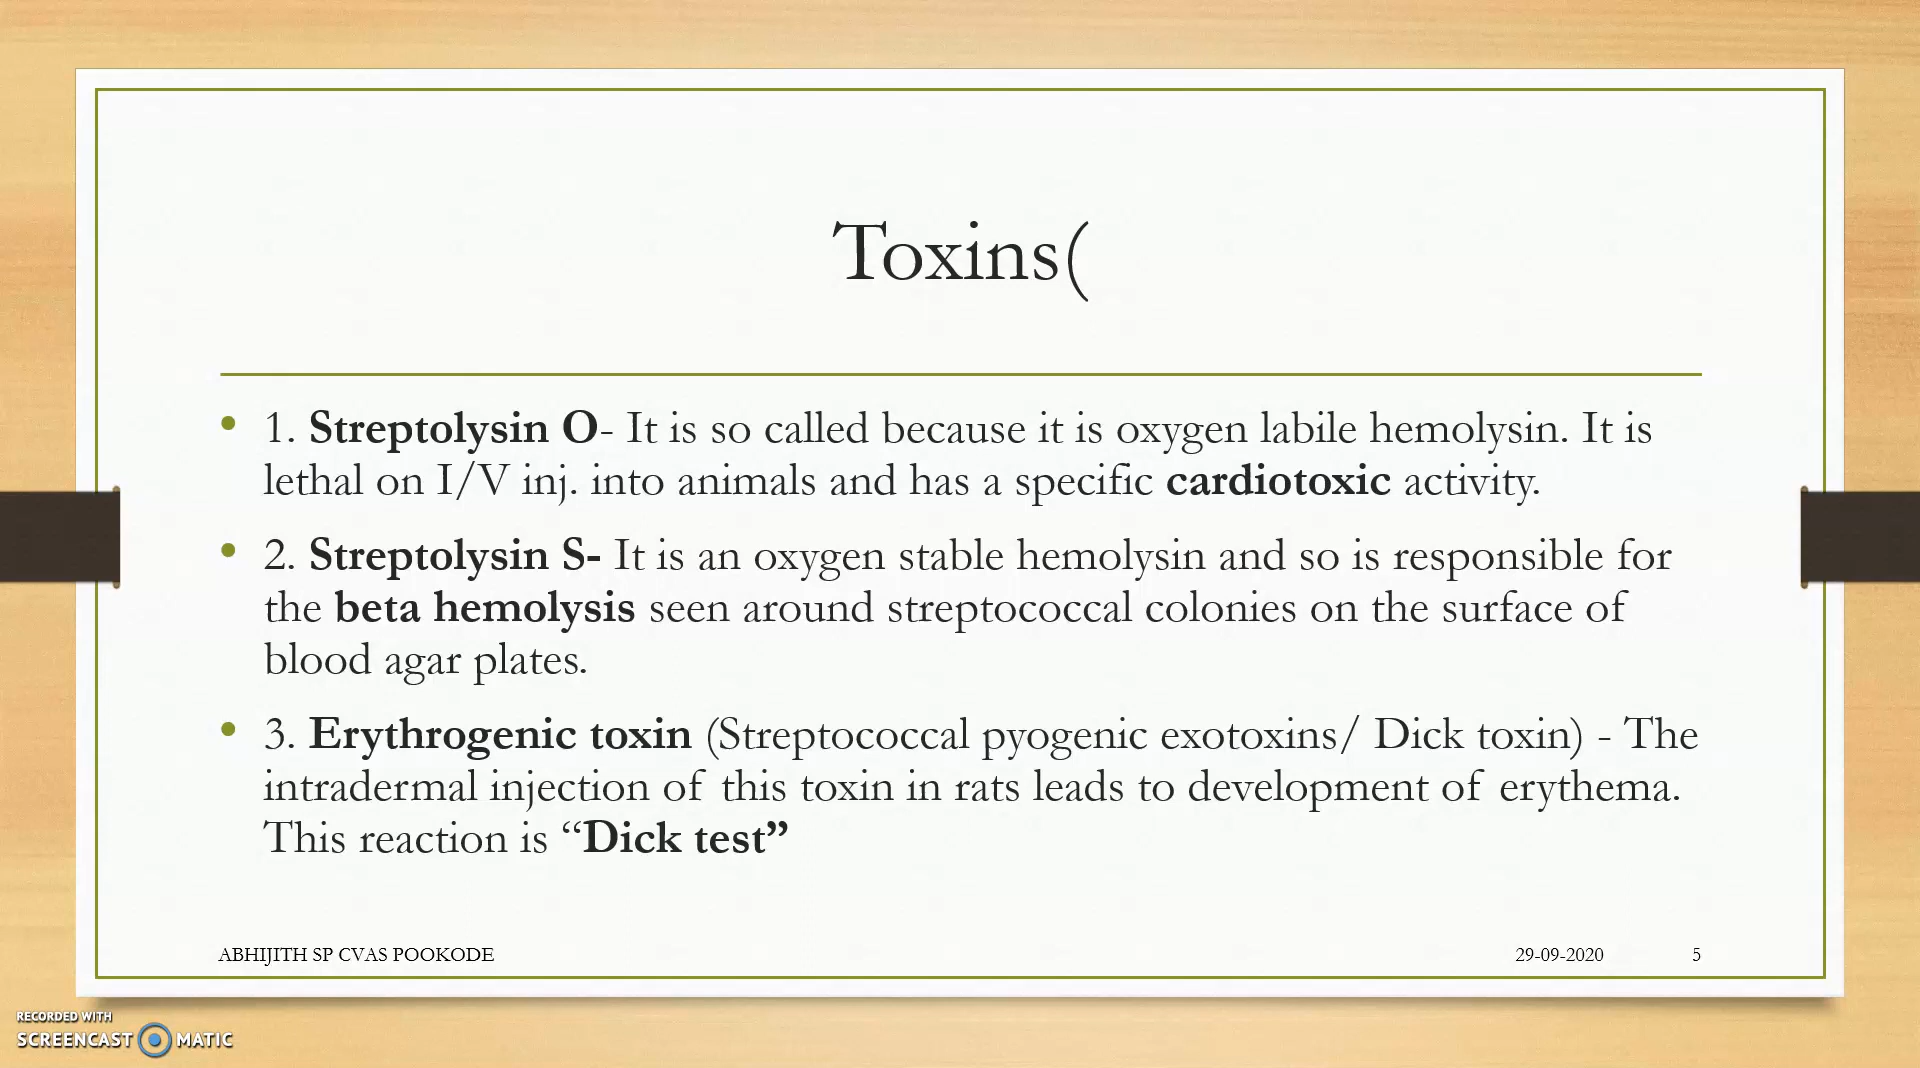 Toxins(
• 1. Streptolysin O- It is so called because it is oxygen labile hemolysin. It is
lethal on I/V inj. into animals and has a specific cardiotoxic activity.
• 2. Streptolysin S- It is an oxygen stable hemolysin and so is responsible for
the beta hemolysis seen around streptococcal colonies on the surface of
blood agar plates.
• 3. Erythrogenic toxin (Streptococcal pyogenic exotoxins/ Dick toxin) - The
intradermal injection of this toxin in rats leads to development of erythema.
This reaction is “Dick test”
ABHIJITH SP CVAS POOKODE 29-09-2020 5
RECORDED WITH
SCREENCAST MATIC